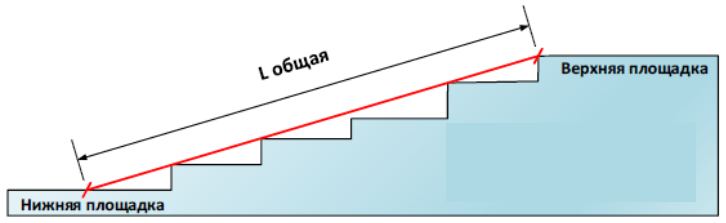 L общая
Верхняя площадка
Нижняя площадка